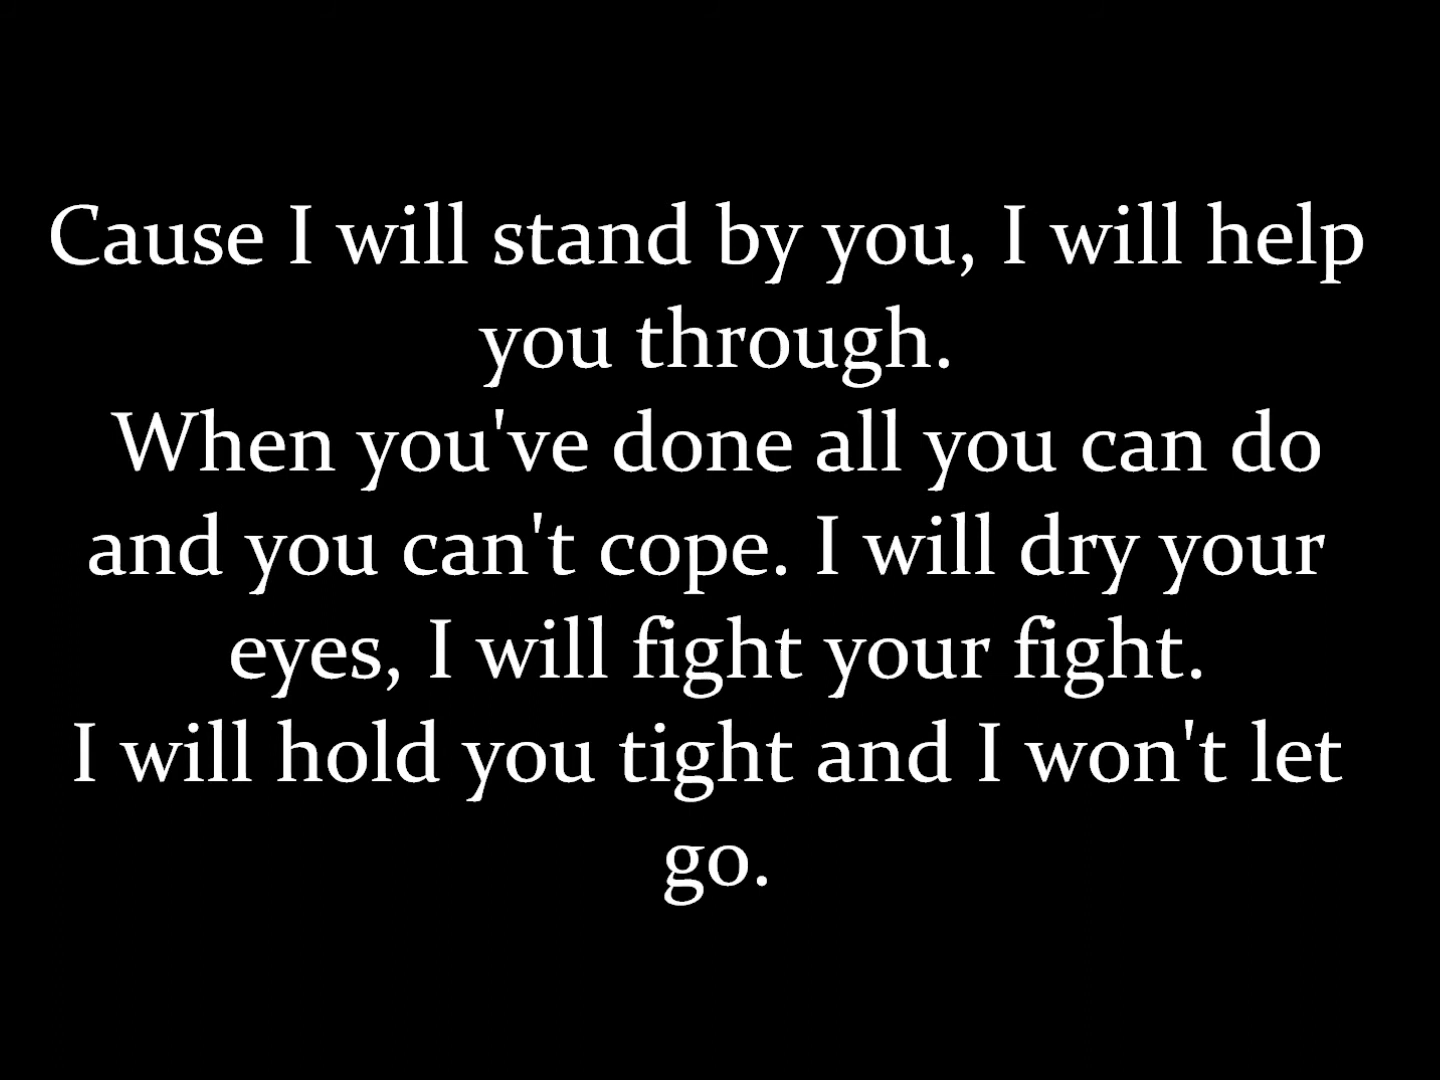 Cause I will stand by you, I will help
you through.
When you've done all you can do
and you can't cope. I will dry your
eyes, I will fight your fight.
I will hold you tight and I won't let
go.